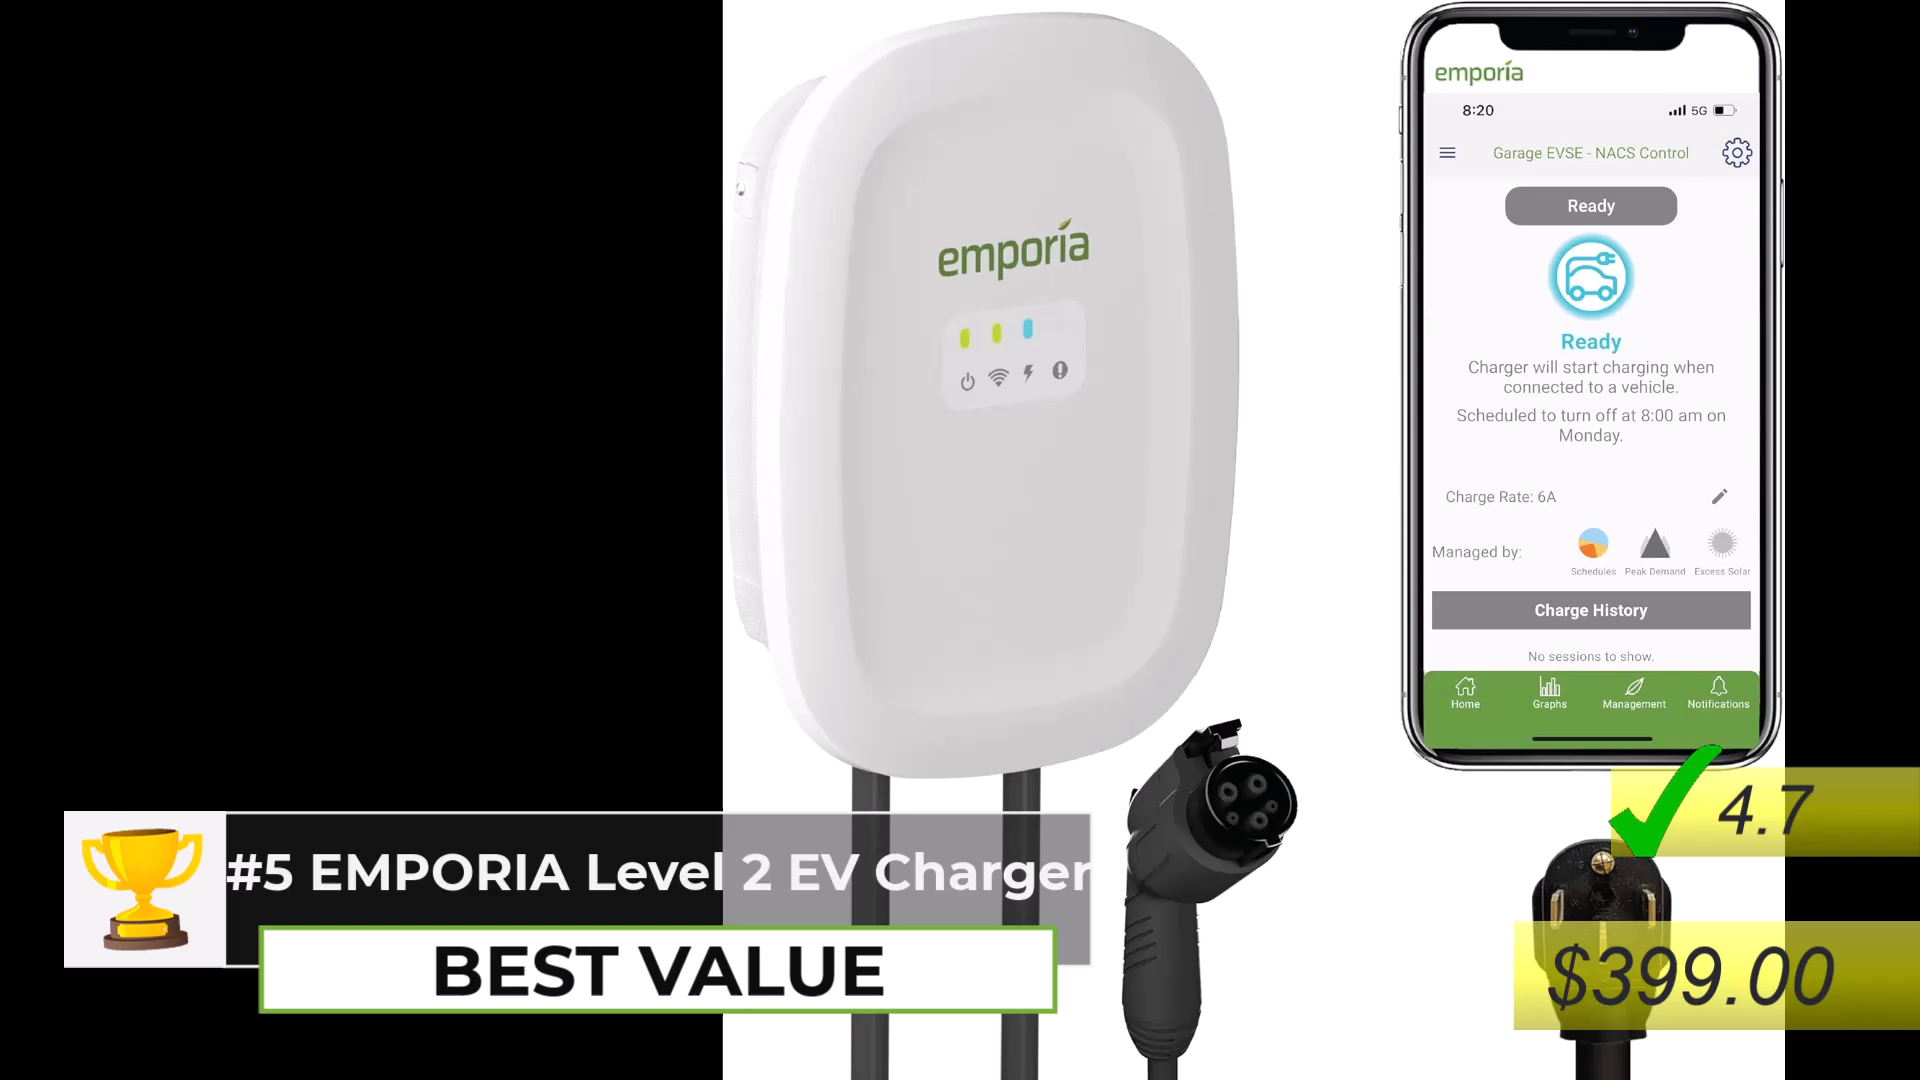 emporia
emporia
8:20
5G
Garage EVSE - NACS Control
Ready
Ready
Charger will start charging when
connected to a vehicle.
Scheduled to turn off at 8:00 am on
Monday.
Charge Rate: 6A
Managed by:
Schedules Peak Demand Excess Solar
Charge History
No sessions to show.
Home Graphs Management Notifications
4.7
#5 EMPORIA Level 2 EV Charger
BEST VALUE
$399.00